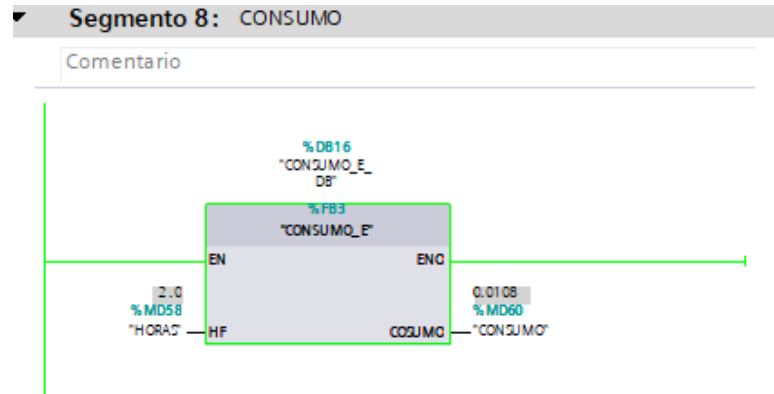 Segmento 8: CONSUMO
Comentario
%DB16
"CONSUMO_E_
DB"
%FB3
"CONSUMO_E"
EN ENO
2.0
%MD58
"HORAS" HF
0.0108
%MD60
COSUMO "CONSUMO"